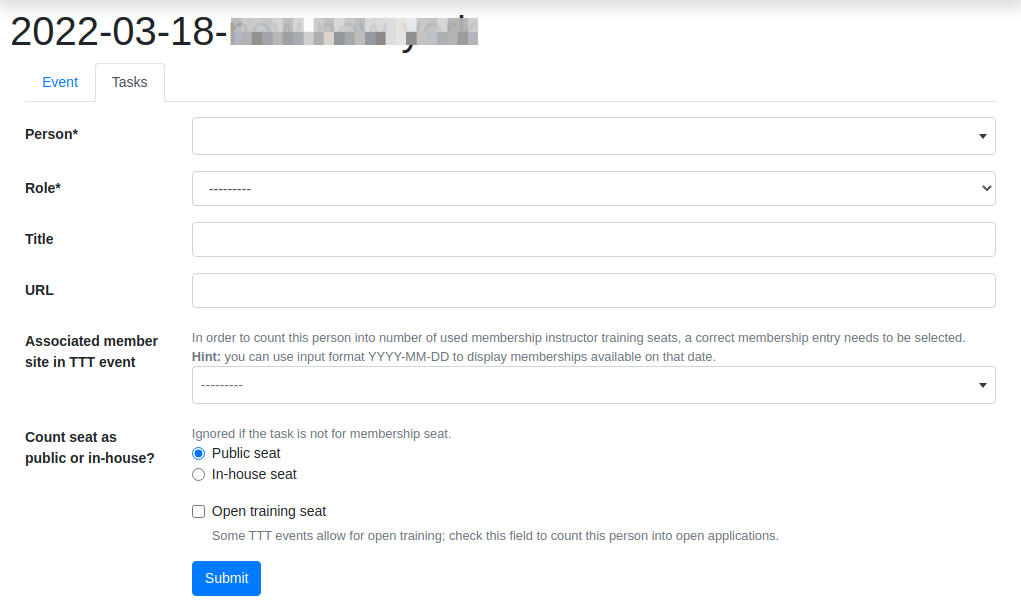 2022-03-18-
Event
Tasks
Person*
Role*
---------
Title
URL
Associated member
site in TTT event
In order to count this person into number of used membership instructor training seats, a correct membership entry needs to be selected.
Hint: you can use input format YYYY-MM-DD to display memberships available on that date.
---------
Count seat as
public or in-house?
Ignored if the task is not for membership seat.
Public seat
In-house seat
Open training seat
Some TTT events allow for open training; check this field to count this person into open applications.
Submit